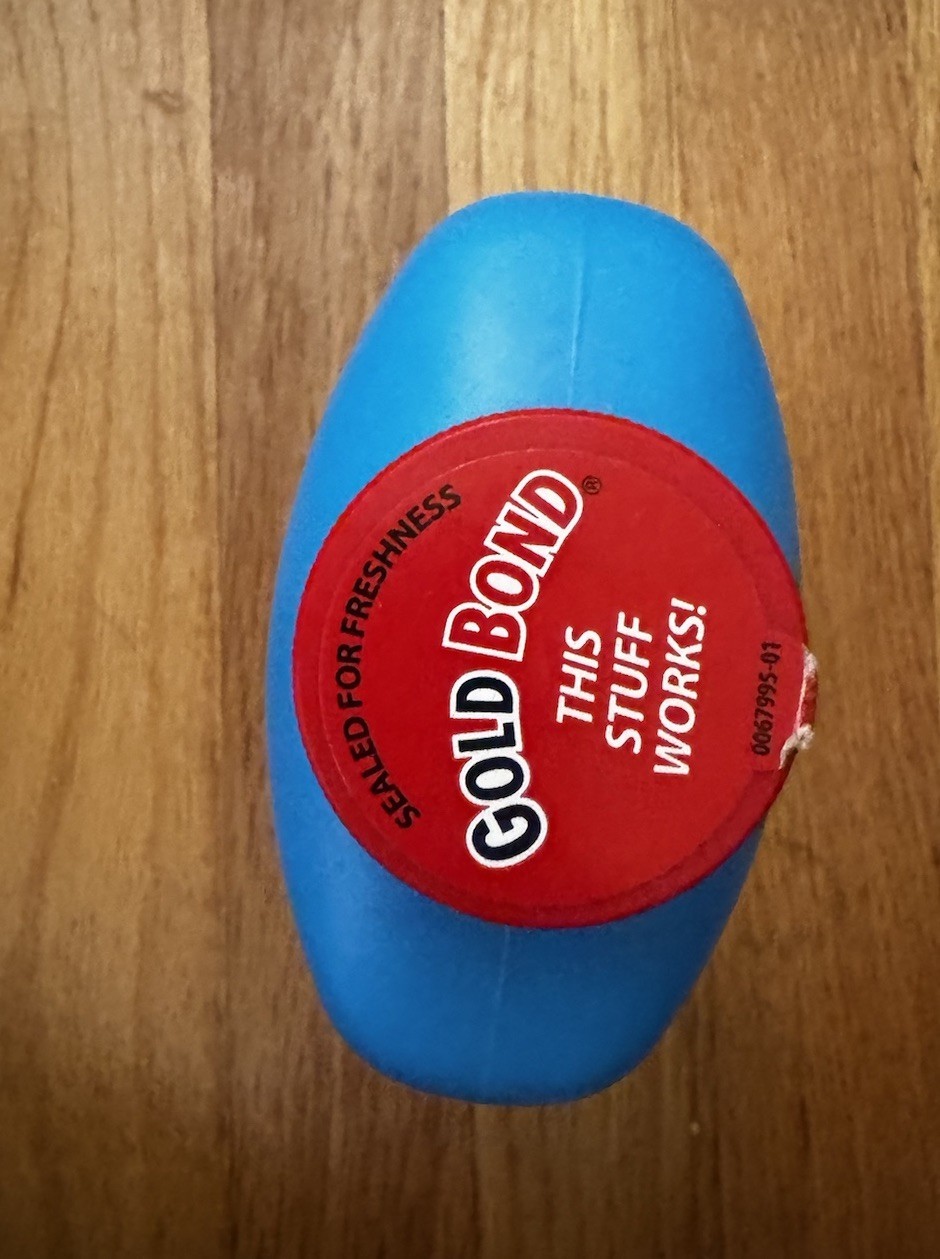 SEALED FOR FRESHNESS
GOLD BOND®
THIS
STUFF
WORKS!
0067995-01